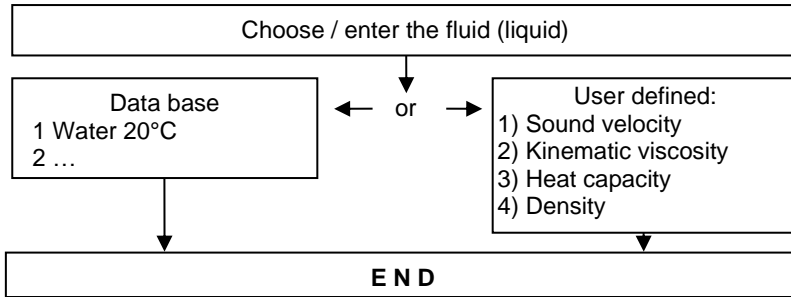 Choose / enter the fluid (liquid)
Data base
1 Water 20°C
2 …
or
User defined:
1) Sound velocity
2) Kinematic viscosity
3) Heat capacity
4) Density
E N D